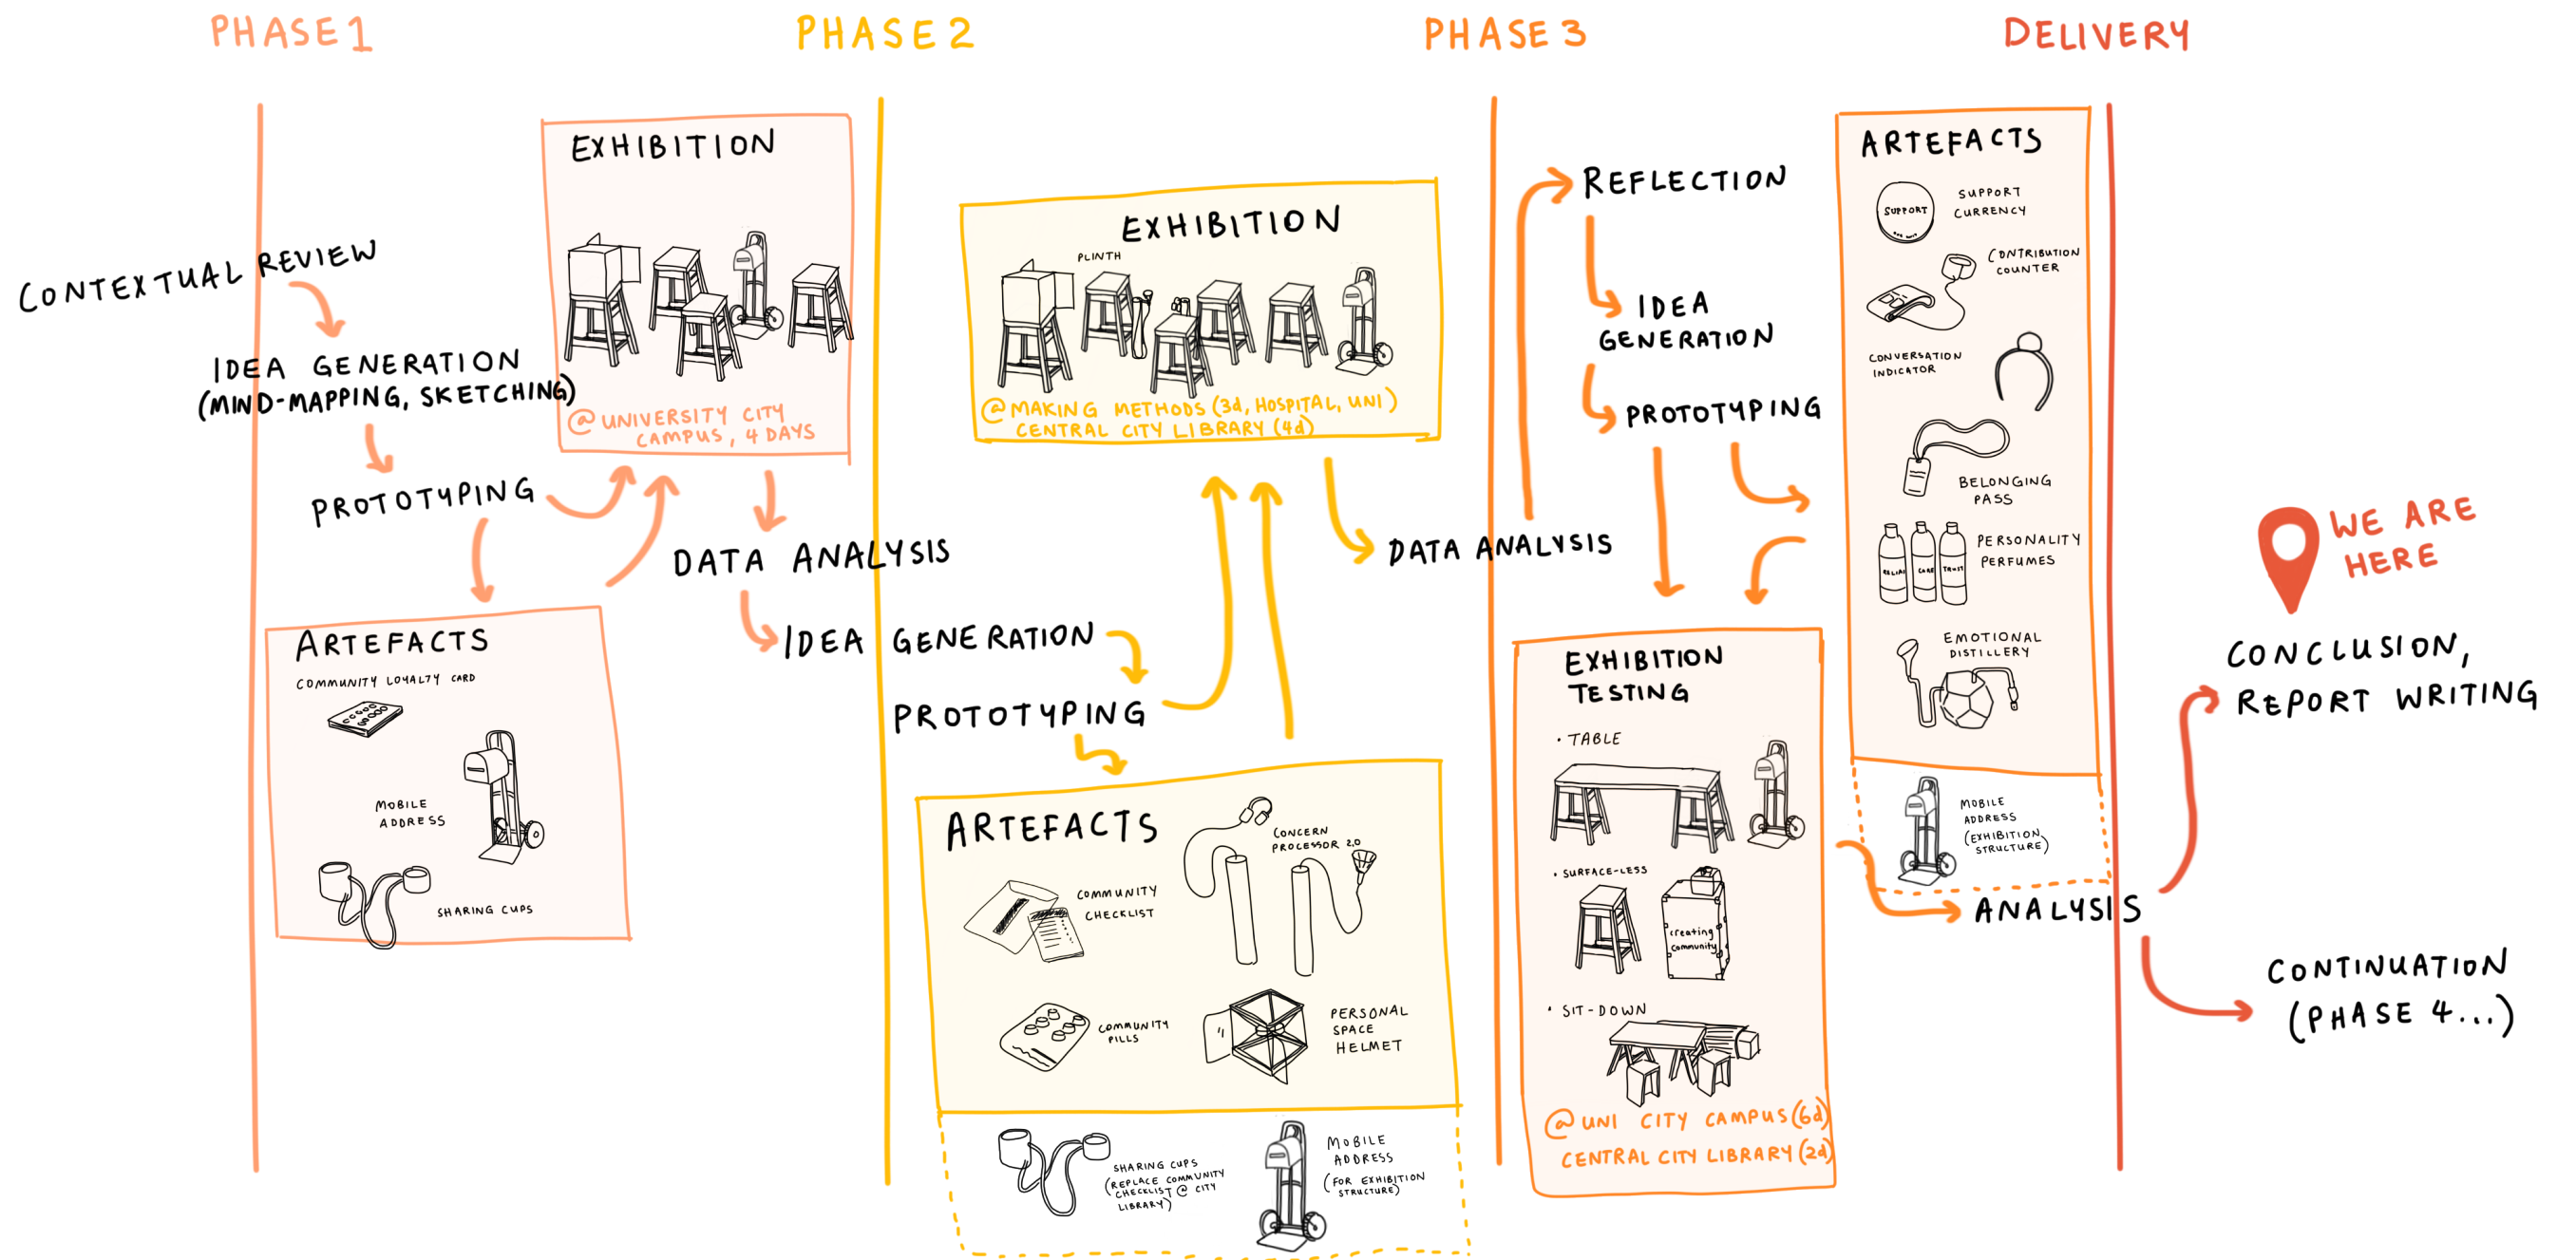 PHASE 1
PHASE 2
PHASE 3
DELIVERY
CONTEXTUAL REVIEW
IDEA GENERATION
(MIND-MAPPING, SKETCHING)
PROTOTYPING
ARTEFACTS
COMMUNITY LOYALTY CARD
MOBILE
ADDRESS
SHARING CUPS
EXHIBITION
@ UNIVERSITY CITY
CAMPUS, 4 DAYS
DATA ANALYSIS
IDEA GENERATION
PROTOTYPING
ARTEFACTS
CONCERN
PROCESSOR 2.0
COMMUNITY
CHECKLIST
COMMUNITY
PILLS
PERSONAL
SPACE
HELMET
SHARING CUPS
(REPLACE COMMUNITY
CHECKLIST @ CITY
LIBRARY)
MOBILE
ADDRESS
(FOR EXHIBITION
STRUCTURE)
EXHIBITION
PLINTH
@ MAKING METHODS (3d, HOSPITAL, UNI)
CENTRAL CITY LIBRARY (4d)
DATA ANALYSIS
REFLECTION
IDEA
GENERATION
PROTOTYPING
EXHIBITION
TESTING
• TABLE
• SURFACE-LESS
creating
community
• SIT-DOWN
@ UNI CITY CAMPUS (6d)
CENTRAL CITY LIBRARY (2d)
ARTEFACTS
SUPPORT
SUPPORT
CURRENCY
CONTRIBUTION
COUNTER
CONVERSATION
INDICATOR
BELONGING
PASS
PERSONALITY
PERFUMES
CARE
TRUST
EMOTIONAL
DISTILLERY
MOBILE
ADDRESS
(EXHIBITION
STRUCTURE)
ANALYSIS
WE ARE
HERE
CONCLUSION,
REPORT WRITING
CONTINUATION
(PHASE 4...)